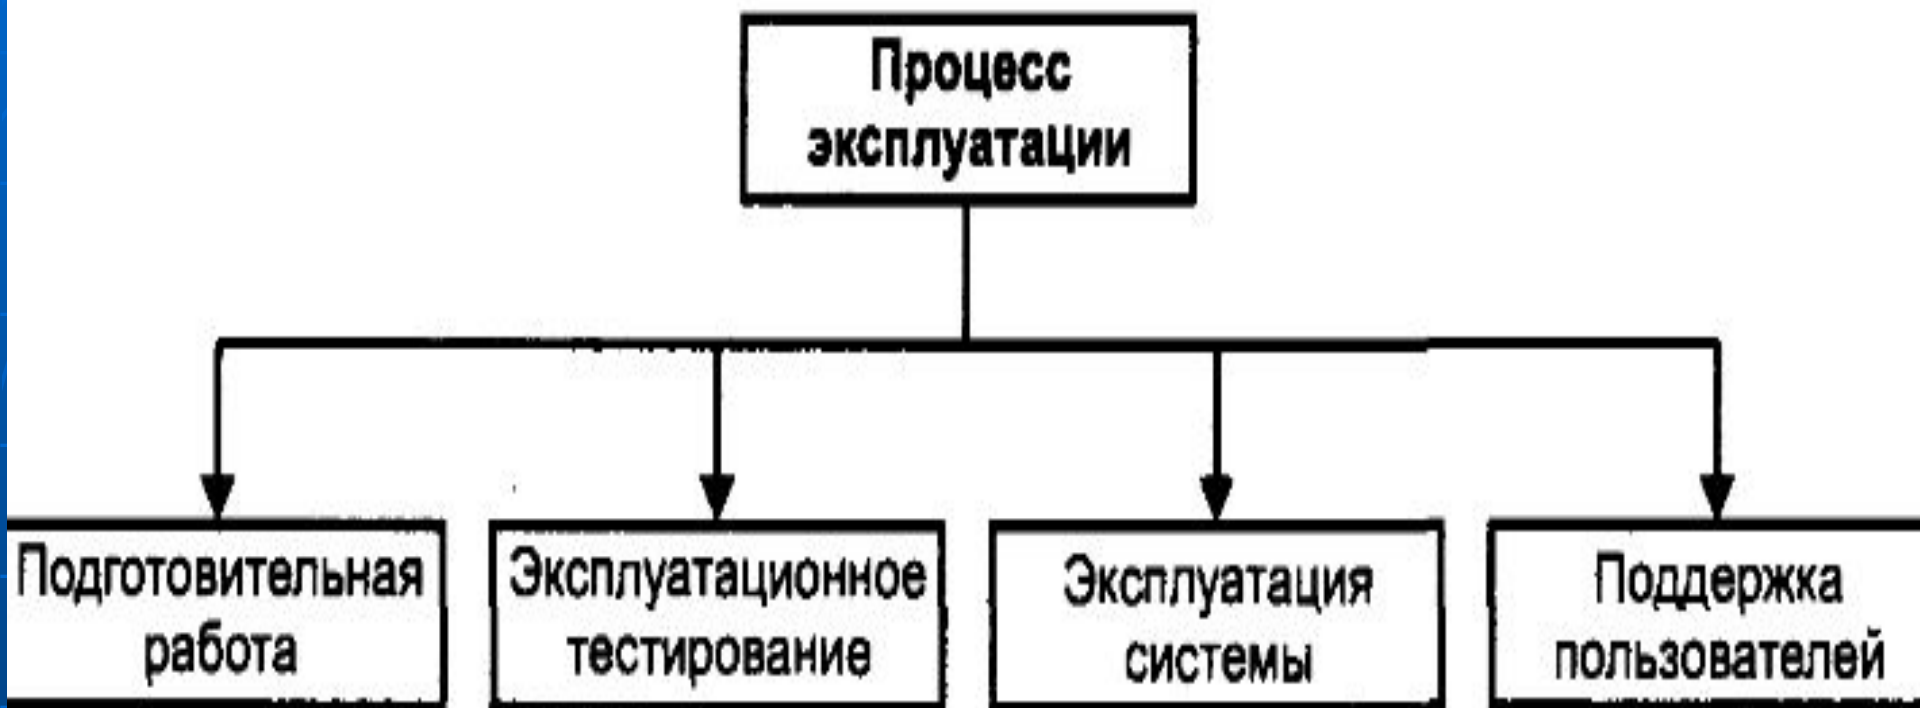 Процесс
эксплуатации
Подготовительная
работа
Эксплуатационное
тестирование
Эксплуатация
системы
Поддержка
пользователей